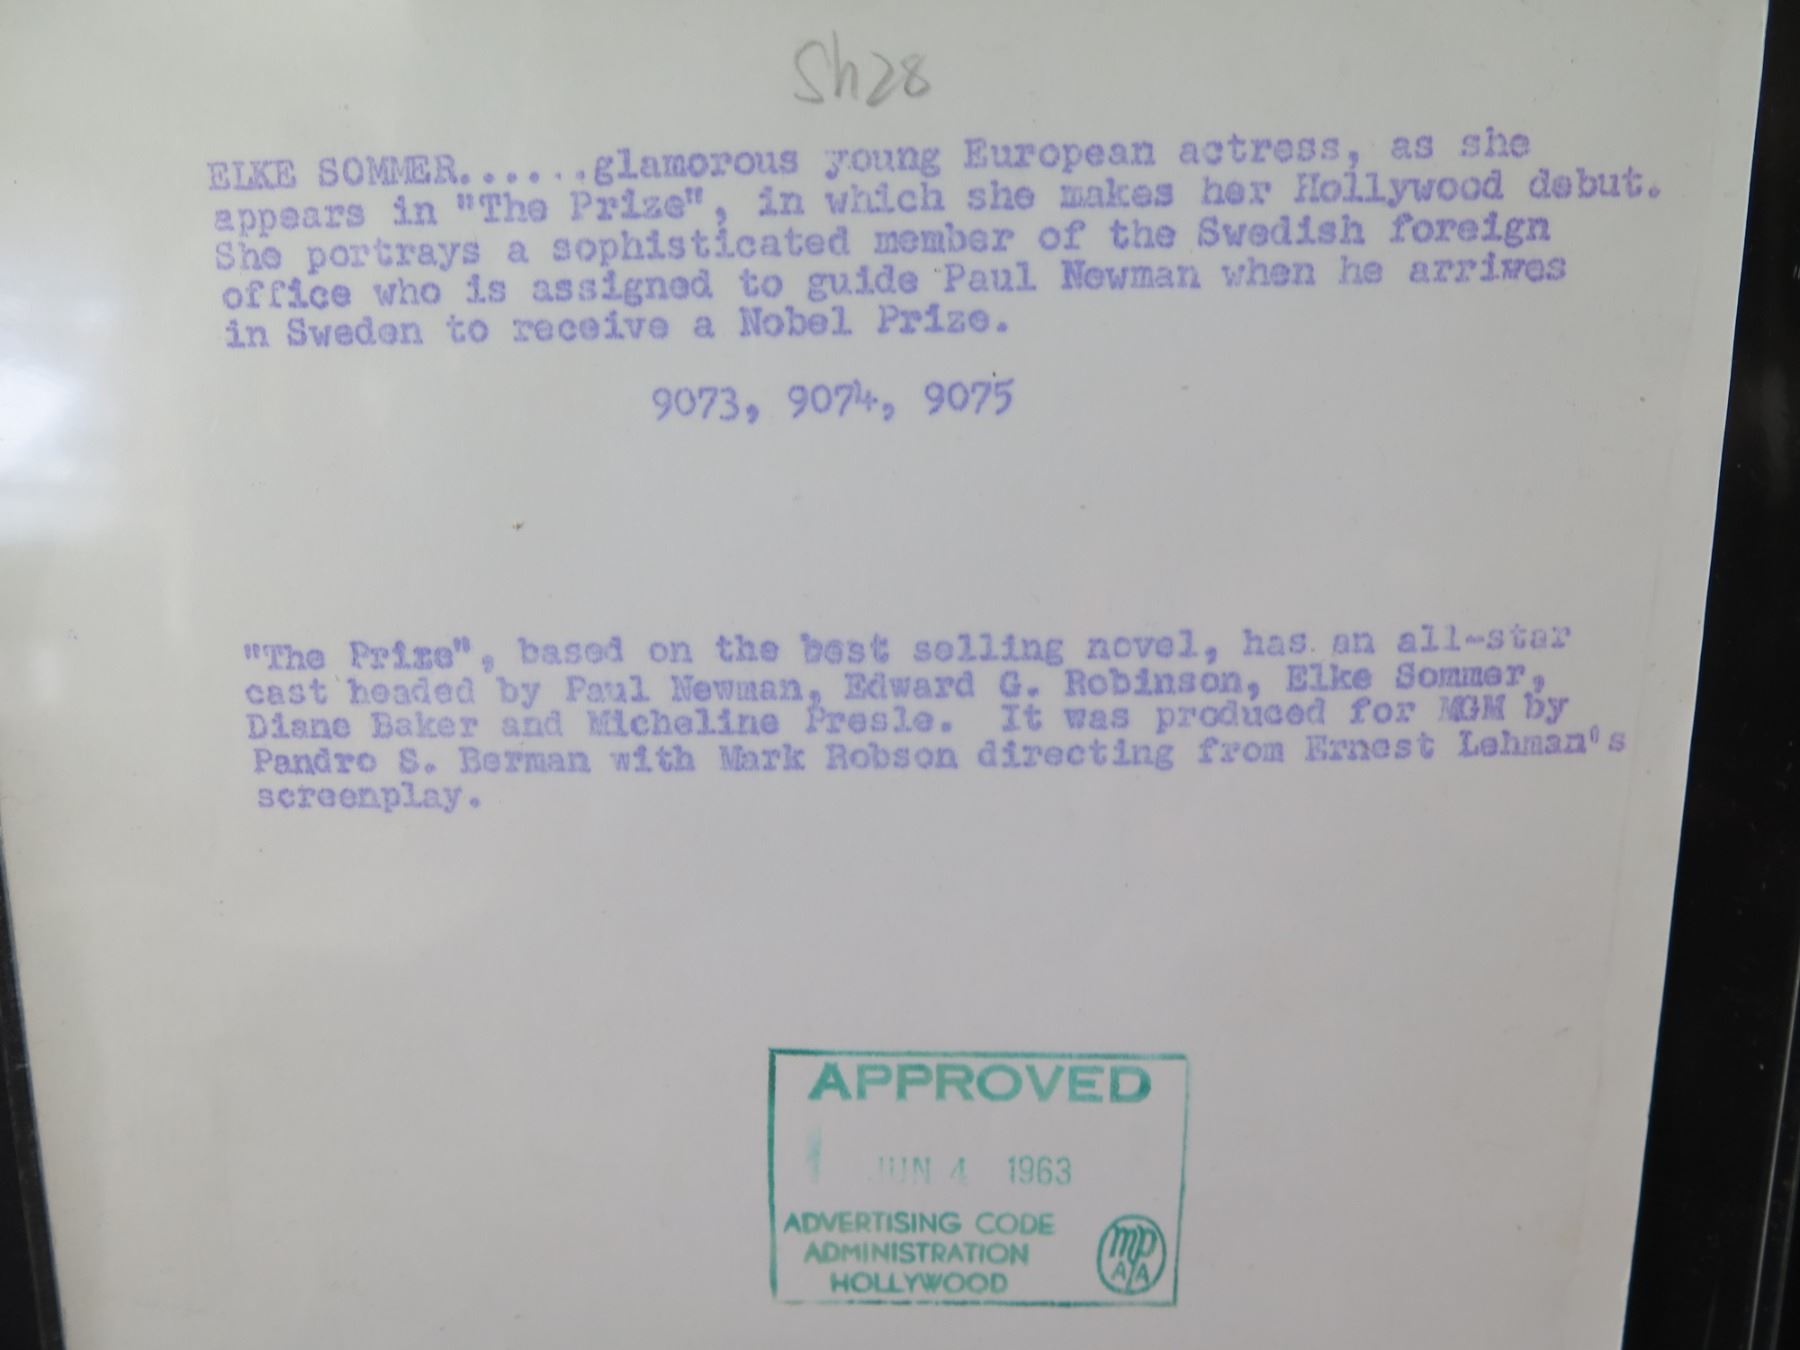 Sh28
ELKE SOMMER.......glamorous young European actress, as she
appears in "The Prize", in which she makes her Hollywood debut.
She portrays a sophisticated member of the Swedish foreign
office who is assigned to guide Paul Newman when he arrives
in Sweden to receive a Nobel Prize.
9073, 9074, 9075
"The Prize", based on the best selling novel, has an all-star
cast headed by Paul Newman, Edward G. Robinson, Elke Sommer,
Diane Baker and Micheline Presle. It was produced for MGM by
Pandro S. Berman with Mark Robson directing from Ernest Lehman's
screenplay.
APPROVED
JUN 4 1963
ADVERTISING CODE
ADMINISTRATION
HOLLYWOOD
MPAA